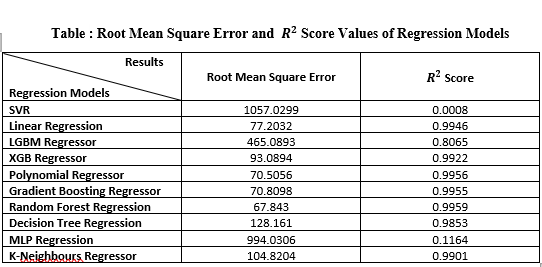 Table : Root Mean Square Error and R² Score Values of Regression Models
Results
Regression Models
Root Mean Square Error
R² Score
SVR 1057.0299 0.0008
Linear Regression 77.2032 0.9946
LGBM Regressor 465.0893 0.8065
XGB Regressor 93.0894 0.9922
Polynomial Regressor 70.5056 0.9956
Gradient Boosting Regressor 70.8098 0.9955
Random Forest Regression 67.843 0.9959
Decision Tree Regression 128.161 0.9853
MLP Regression 994.0306 0.1164
K-Neighbours Regressor 104.8204 0.9901